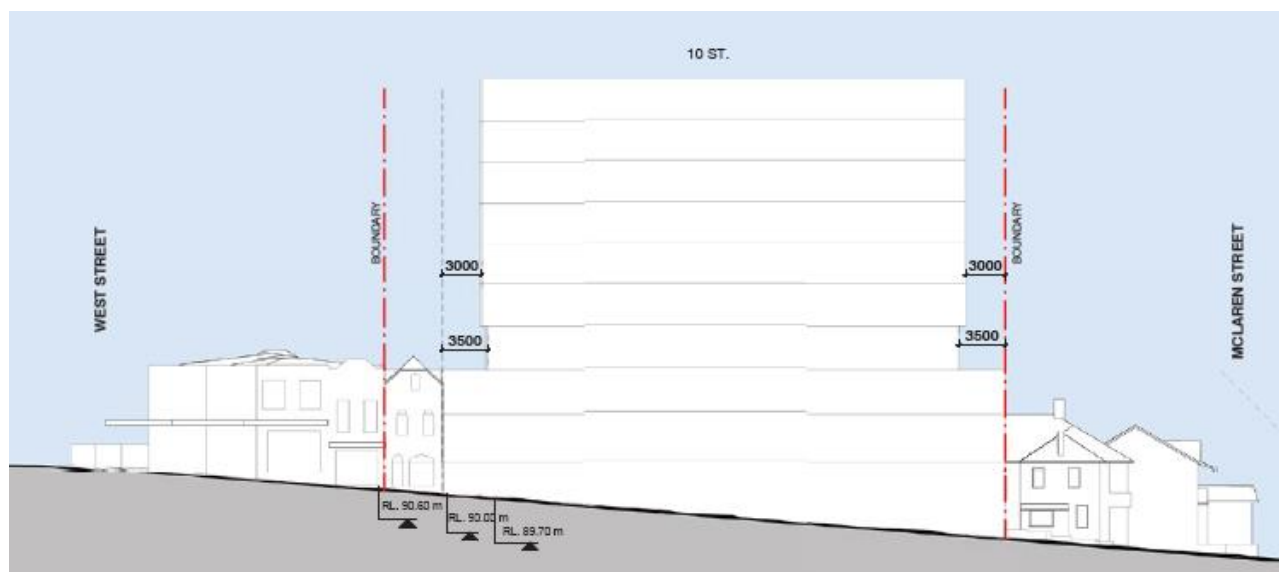 10 ST.
BOUNDARY
BOUNDARY
WEST STREET
MCLAREN STREET
3000
3000
3500
3500
RL. 90.60 m
RL. 90.00 m
RL. 89.70 m